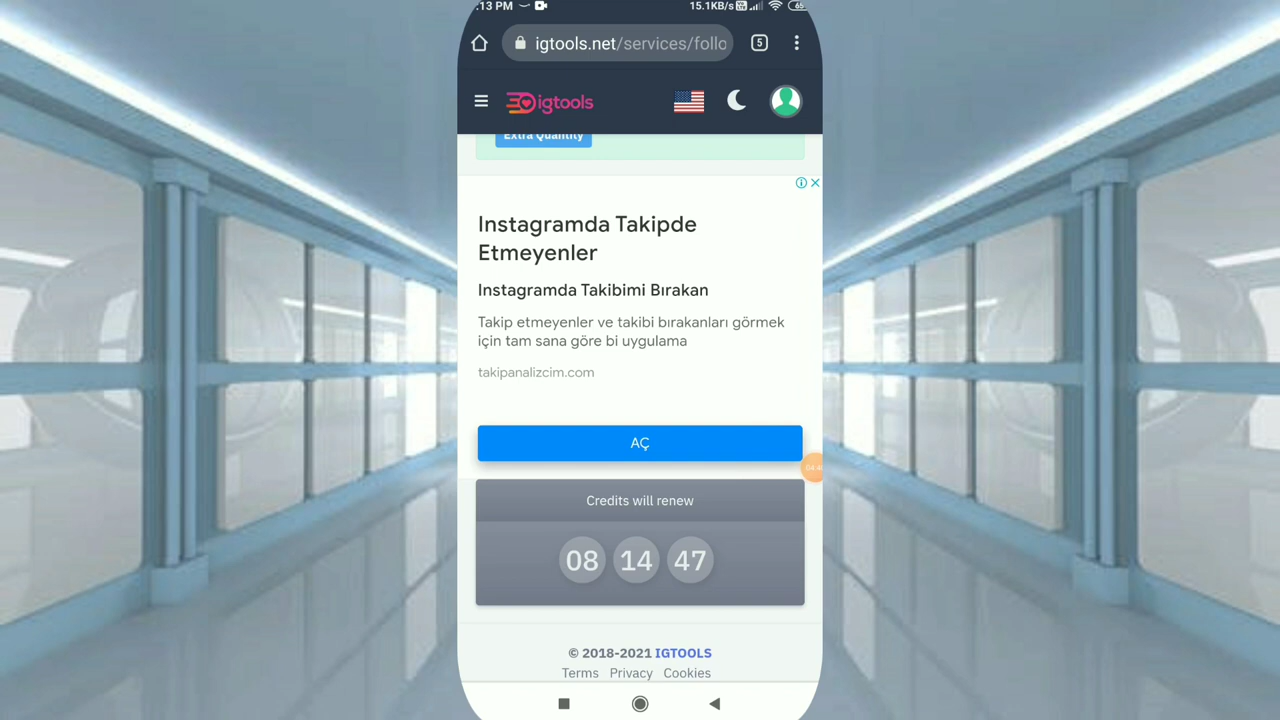 :13 PM
15.1KB/s
65
igtools.net/services/follo
5
igtools
Extra Quantity
Instagramda Takipde
Etmeyenler
Instagramda Takibimi Bırakan
Takip etmeyenler ve takibi bırakanları görmek
için tam sana göre bi uygulama
takipanalizcim.com
AÇ
Credits will renew
08 14 47
© 2018-2021 IGTOOLS
Terms Privacy Cookies